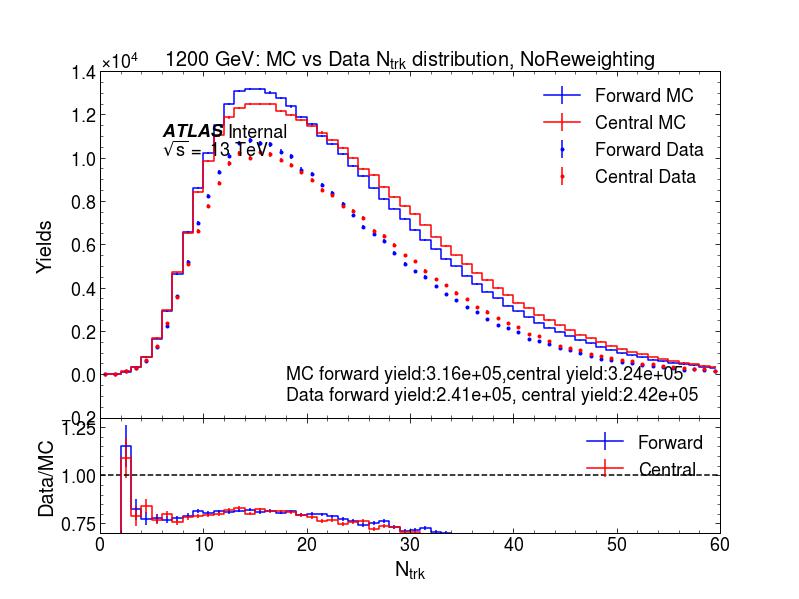 ×10⁴ 1200 GeV: MC vs Data Ntrk distribution, NoReweighting
1.4
1.2
1.0
0.8
0.6
0.4
0.2
0.0
0.2
Yields
Forward MC
Central MC
Forward Data
Central Data
ATLAS Internal
√s = 13 TeV
MC forward yield:3.16e+05,central yield:3.24e+05
Data forward yield:2.41e+05, central yield:2.42e+05
1.25
1.00
0.75
Data/MC
Forward
Central
0 10 20 30 40 50 60
Ntrk